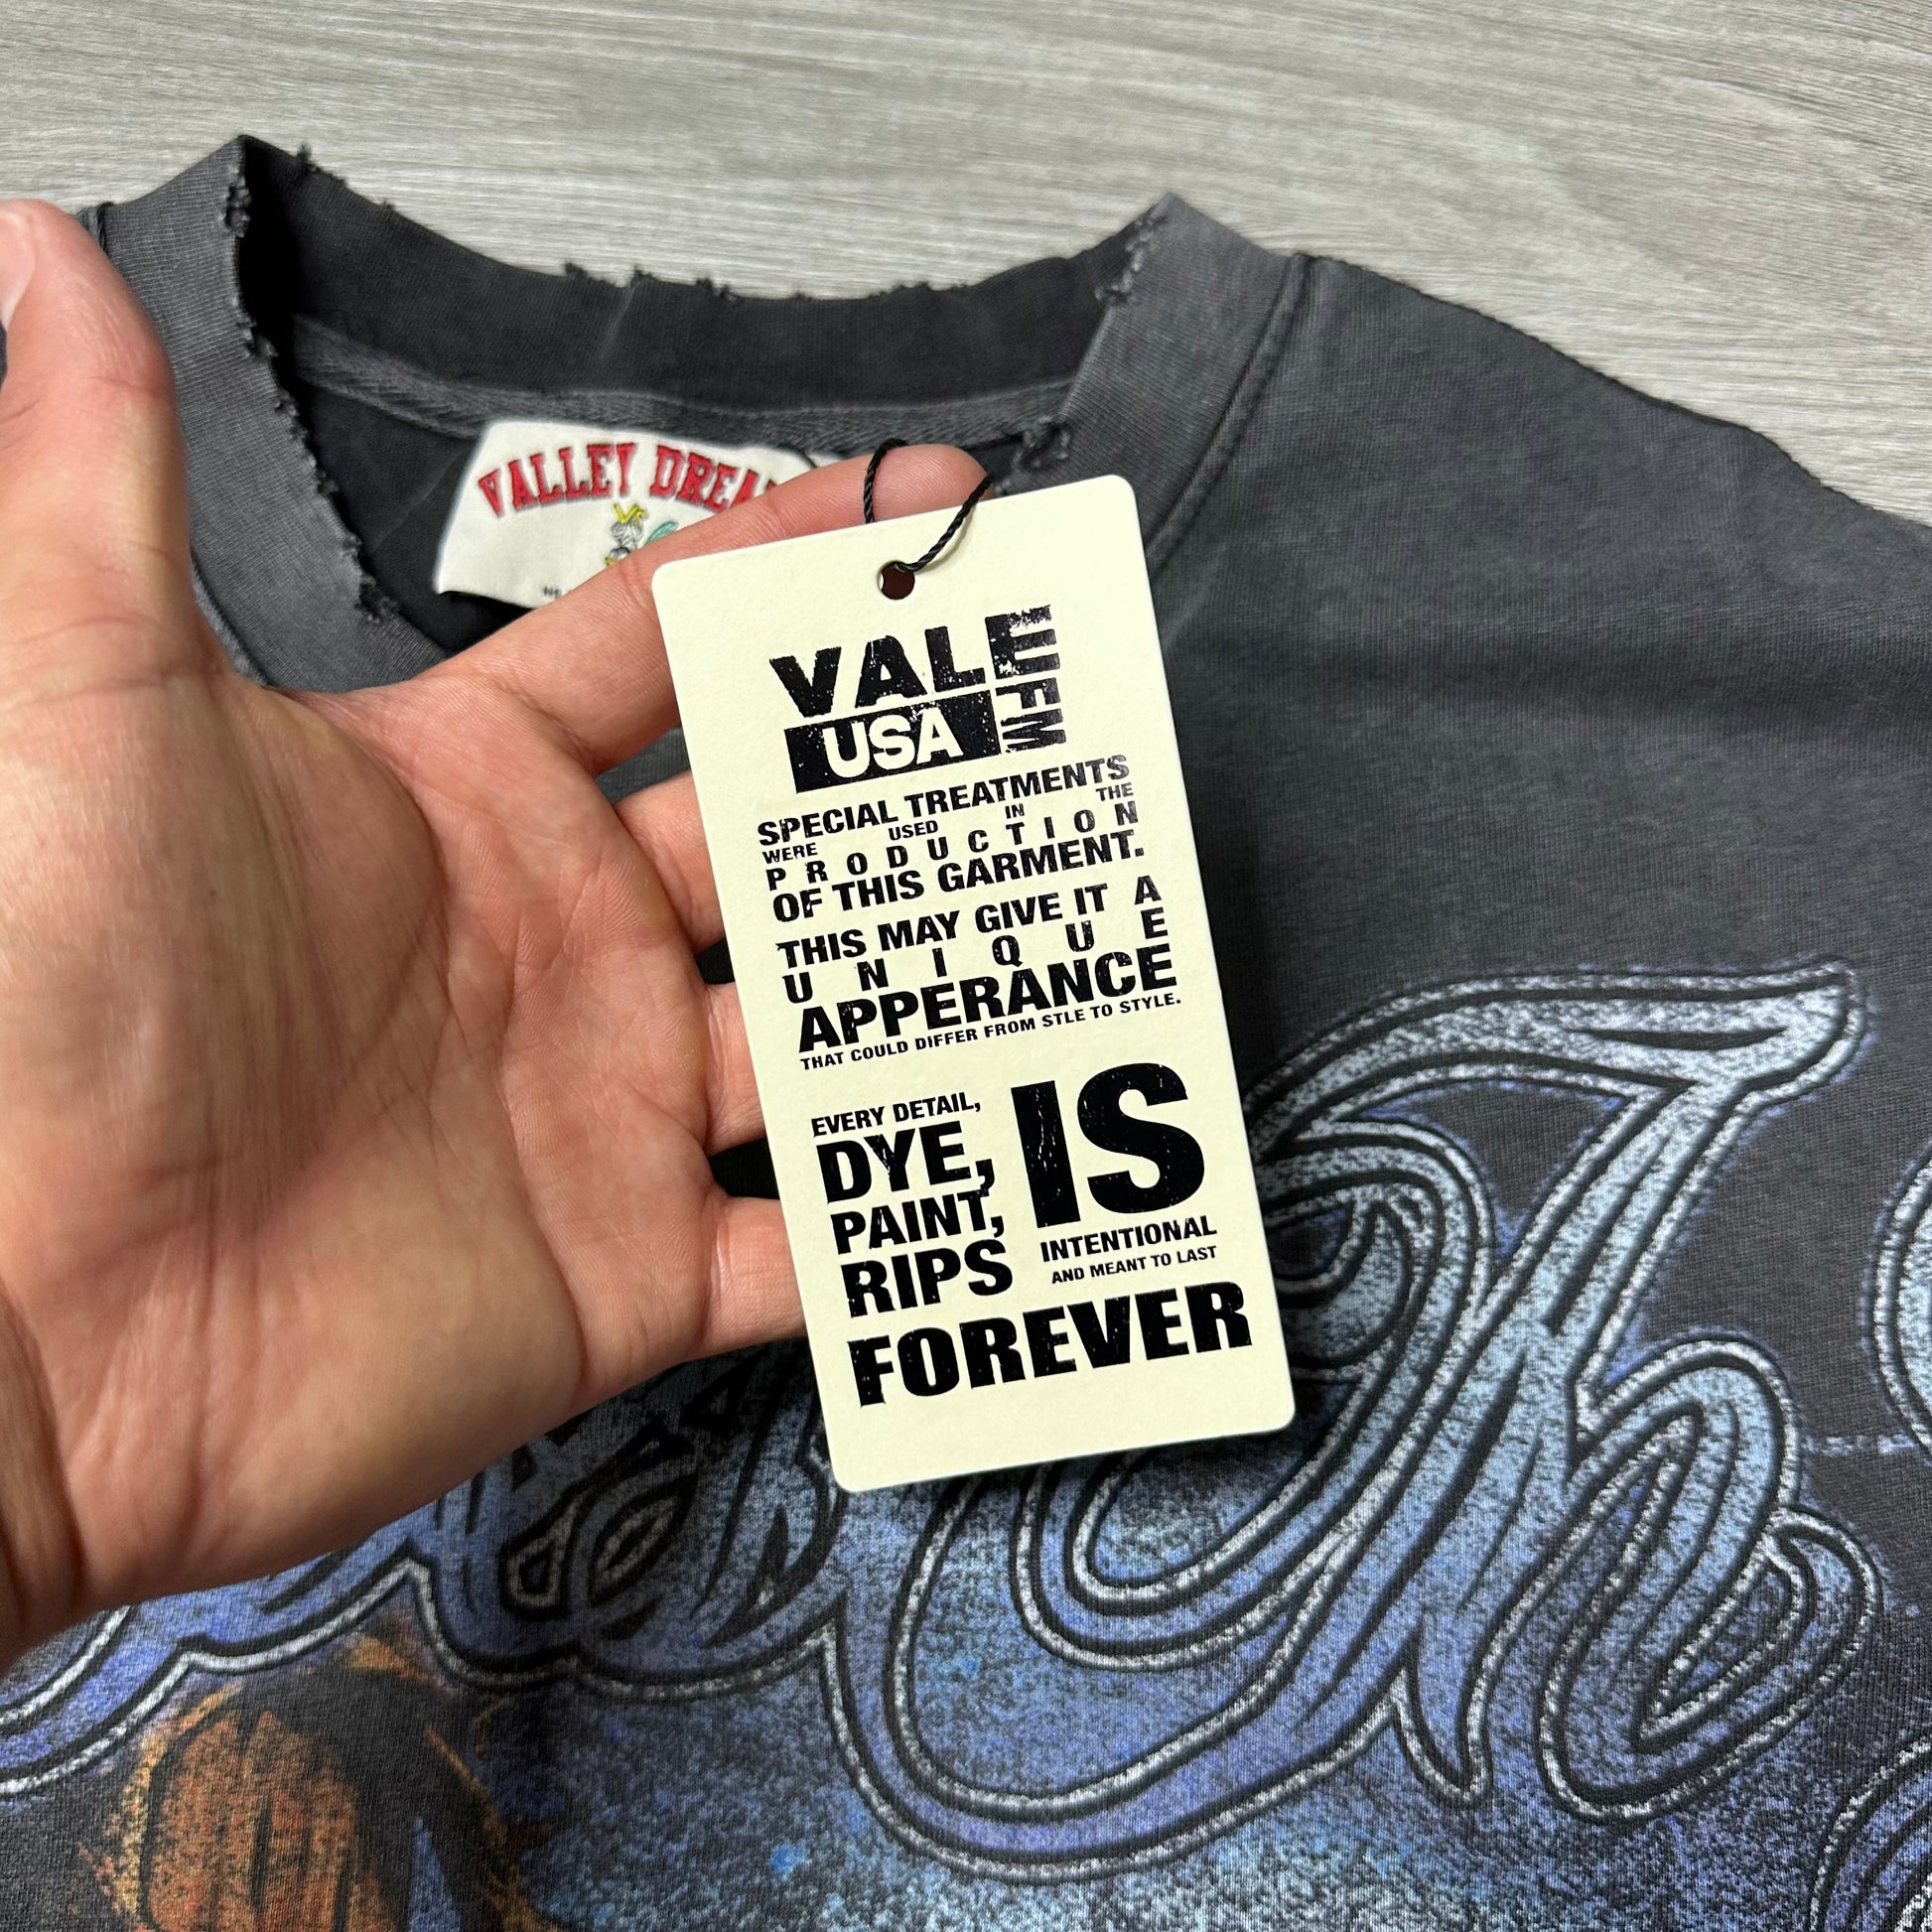 VALLEY DREA
VALE
FM
USA
SPECIAL TREATMENTS
WERE USED IN THE
PRODUCTION
OF THIS GARMENT.
THIS MAY GIVE IT A
UNIQUE
APPERANCE
THAT COULD DIFFER FROM STLE TO STYLE.
EVERY DETAIL,
DYE,
PAINT,
RIPS
IS
INTENTIONAL
AND MEANT TO LAST
FOREVER